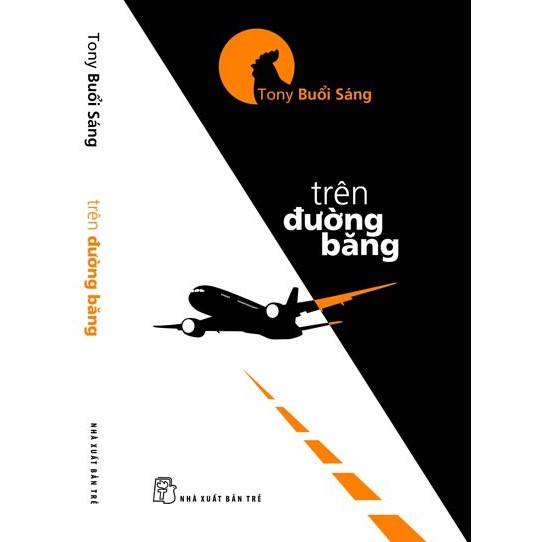 Tony Buổi Sáng
trên đường băng
NHÀ XUẤT BẢN TRẺ
Tony Buổi Sáng
trên
đường
băng
NHÀ XUẤT BẢN TRẺ